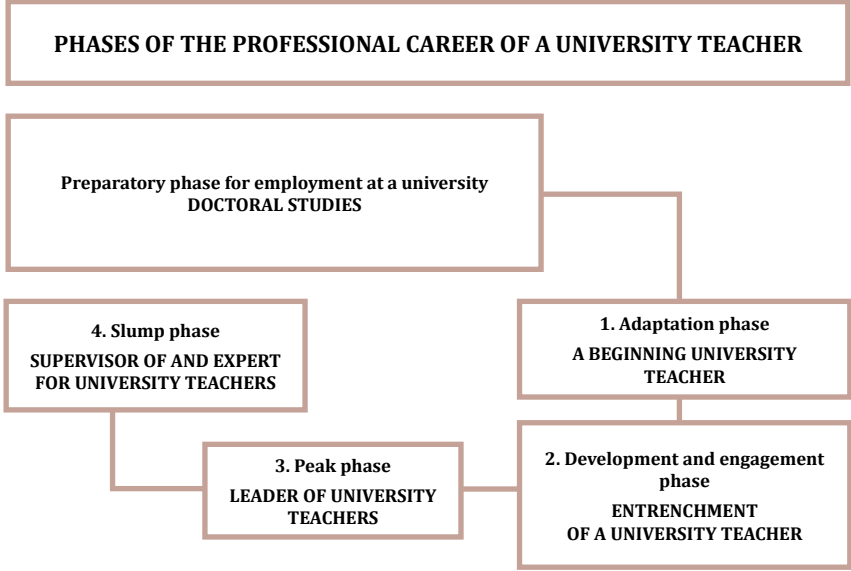 PHASES OF THE PROFESSIONAL CAREER OF A UNIVERSITY TEACHER
Preparatory phase for employment at a university
DOCTORAL STUDIES
1. Adaptation phase
A BEGINNING UNIVERSITY
TEACHER
2. Development and engagement
phase
ENTRENCHMENT
OF A UNIVERSITY TEACHER
3. Peak phase
LEADER OF UNIVERSITY
TEACHERS
4. Slump phase
SUPERVISOR OF AND EXPERT
FOR UNIVERSITY TEACHERS